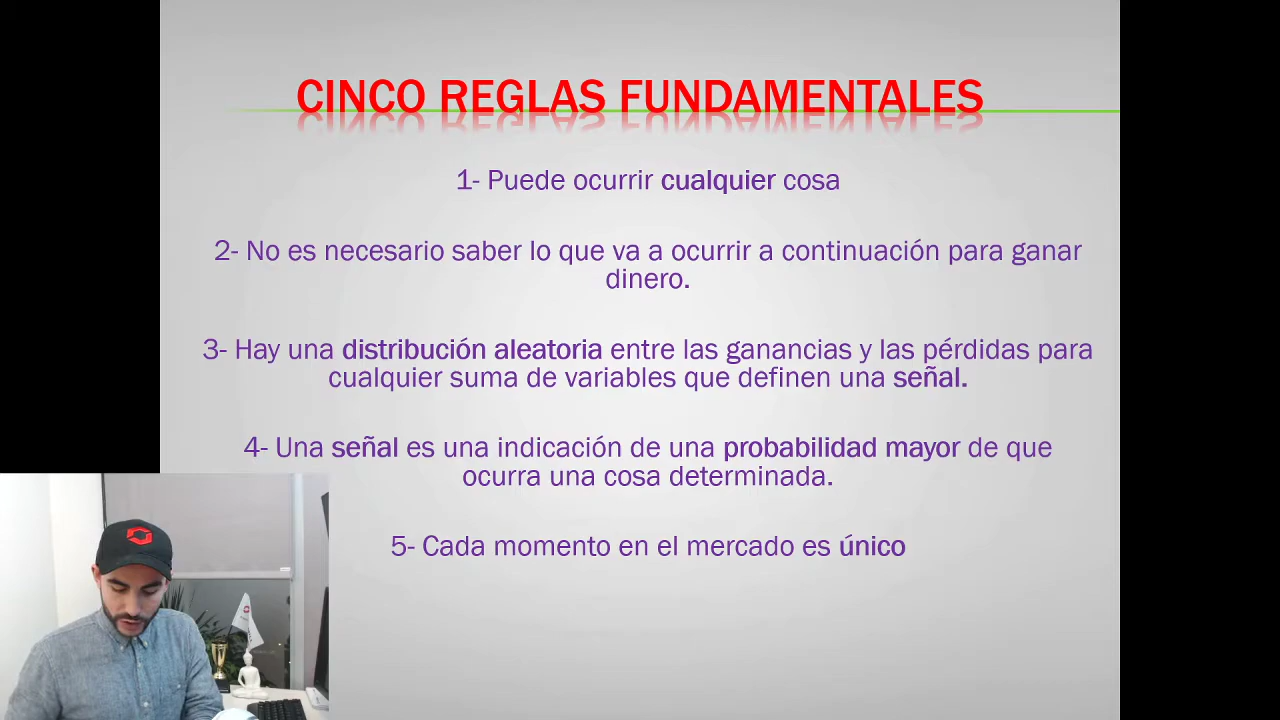 CINCO REGLAS FUNDAMENTALES
1- Puede ocurrir cualquier cosa
2- No es necesario saber lo que va a ocurrir a continuación para ganar
dinero.
3- Hay una distribución aleatoria entre las ganancias y las pérdidas para
cualquier suma de variables que definen una señal.
4- Una señal es una indicación de una probabilidad mayor de que
ocurra una cosa determinada.
5- Cada momento en el mercado es único